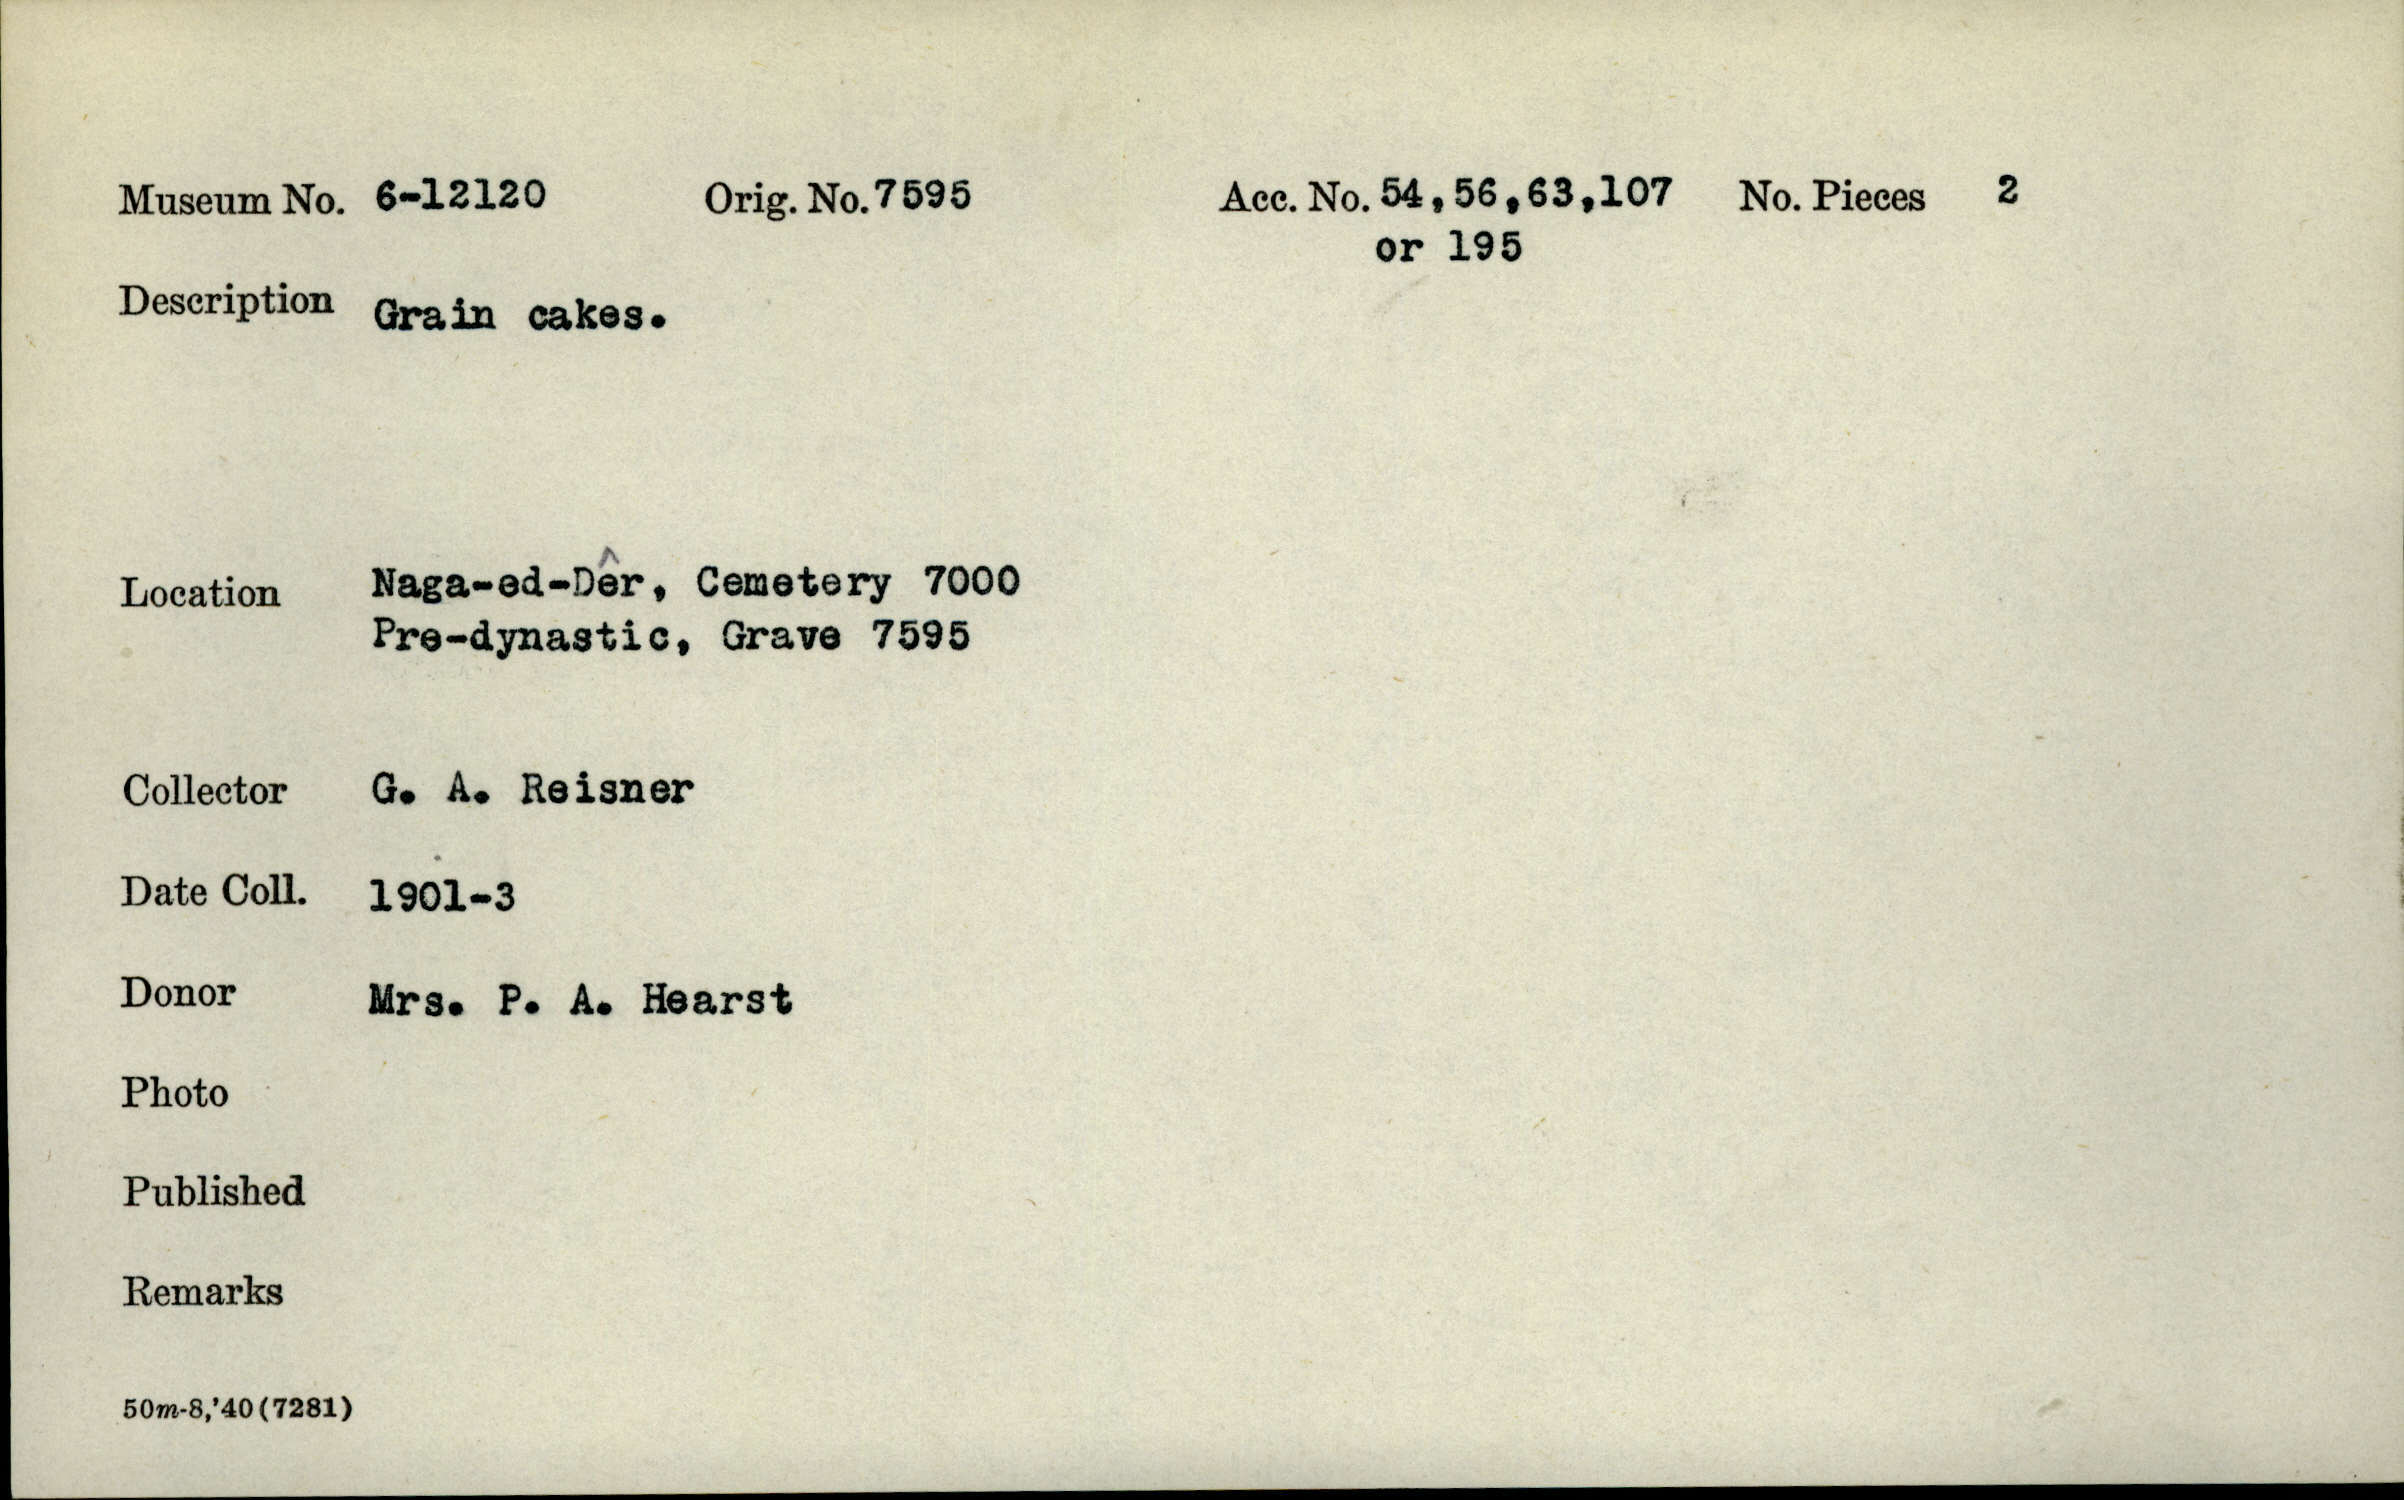 Museum No. 6-12120 Orig. No. 7595 Acc. No. 54,56,63,107 No. Pieces 2
or 195
Description Grain cakes.
Location Naga-ed-Dêr, Cemetery 7000
Pre-dynastic, Grave 7595
Collector G. A. Reisner
Date Coll. 1901-3
Donor Mrs. P. A. Hearst
Photo
Published
Remarks
50m-8,'40(7281)